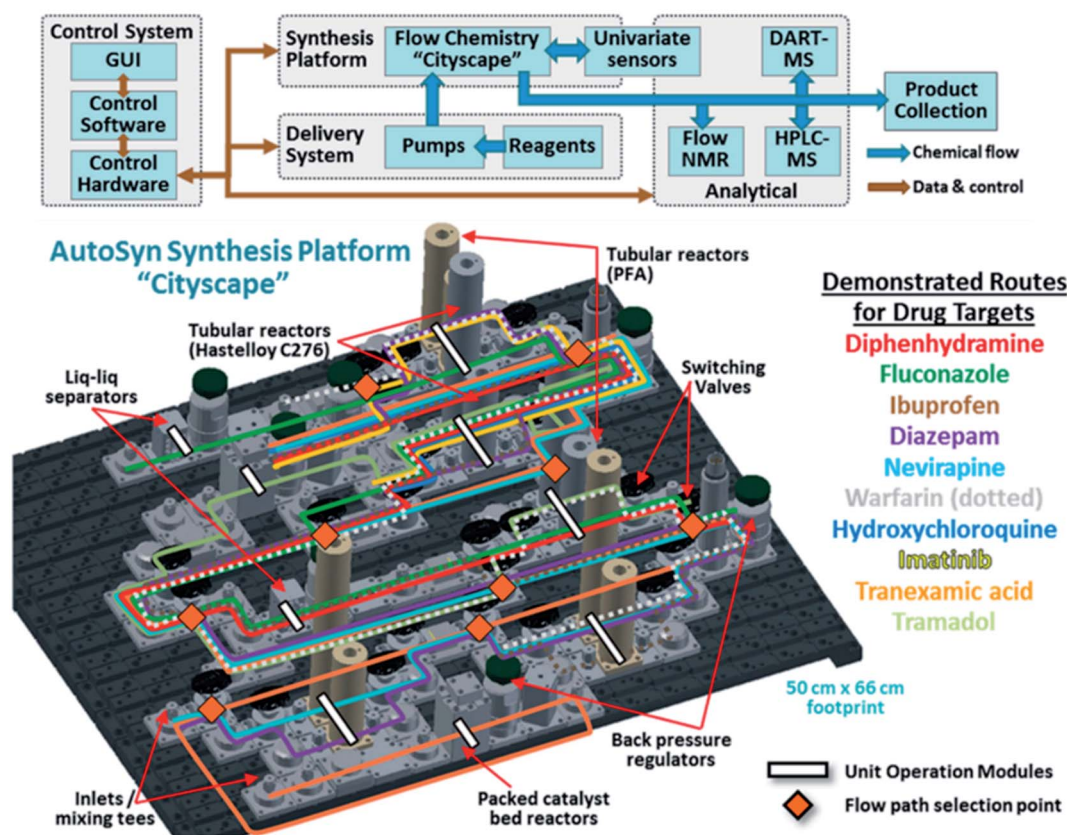 Control System
GUI
Control
Software
Control
Hardware
Synthesis
Platform
Flow Chemistry
“Cityscape”
Univariate
sensors
DART-
MS
Product
Collection
Delivery
System
Pumps
Reagents
Flow
NMR
HPLC-
MS
Analytical
Chemical flow
Data & control
AutoSyn Synthesis Platform
“Cityscape”
Tubular reactors
(PFA)
Tubular reactors
(Hastelloy C276)
Liq-liq
separators
Switching
Valves
Demonstrated Routes
for Drug Targets
Diphenhydramine
Fluconazole
Ibuprofen
Diazepam
Nevirapine
Warfarin (dotted)
Hydroxychloroquine
Imatinib
Tranexamic acid
Tramadol
50 cm x 66 cm
footprint
Inlets /
mixing tees
Packed catalyst
bed reactors
Back pressure
regulators
Unit Operation Modules
Flow path selection point